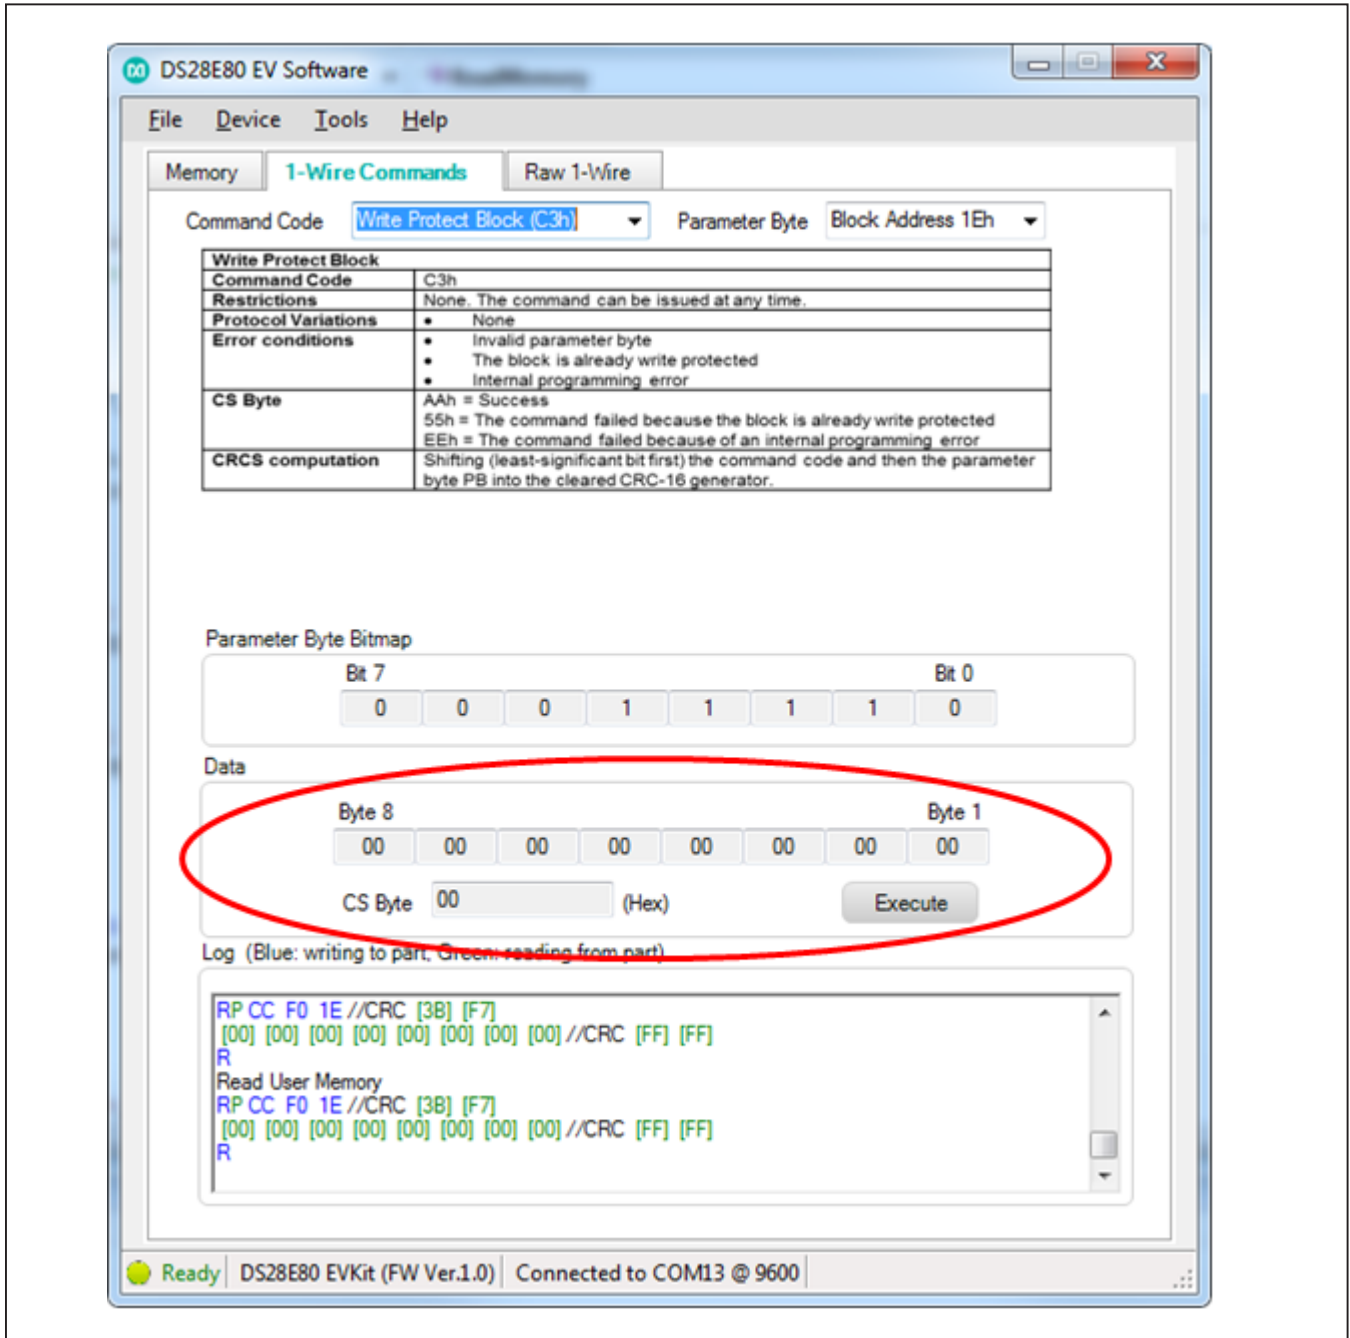 DS28E80 EV Software
File Device Tools Help
Memory 1-Wire Commands Raw 1-Wire
Command Code Write Protect Block (C3h) Parameter Byte Block Address 1Eh
Write Protect Block
Command Code C3h
Restrictions None. The command can be issued at any time.
Protocol Variations • None
Error conditions • Invalid parameter byte
• The block is already write protected
• Internal programming error
CS Byte AAh = Success
55h = The command failed because the block is already write protected
EEh = The command failed because of an internal programming error
CRCS computation Shifting (least-significant bit first) the command code and then the parameter
byte PB into the cleared CRC-16 generator.
Parameter Byte Bitmap
Bit 7 Bit 0
0 0 0 1 1 1 1 0
Data
Byte 8 Byte 1
00 00 00 00 00 00 00 00
CS Byte 00 (Hex) Execute
Log (Blue: writing to part, Green: reading from part)
RP CC F0 1E //CRC [3B] [F7]
[00] [00] [00] [00] [00] [00] [00] [00] //CRC [FF] [FF]
R
Read User Memory
RP CC F0 1E //CRC [3B] [F7]
[00] [00] [00] [00] [00] [00] [00] [00] //CRC [FF] [FF]
R
Ready DS28E80 EVKit (FW Ver.1.0) Connected to COM13 @ 9600